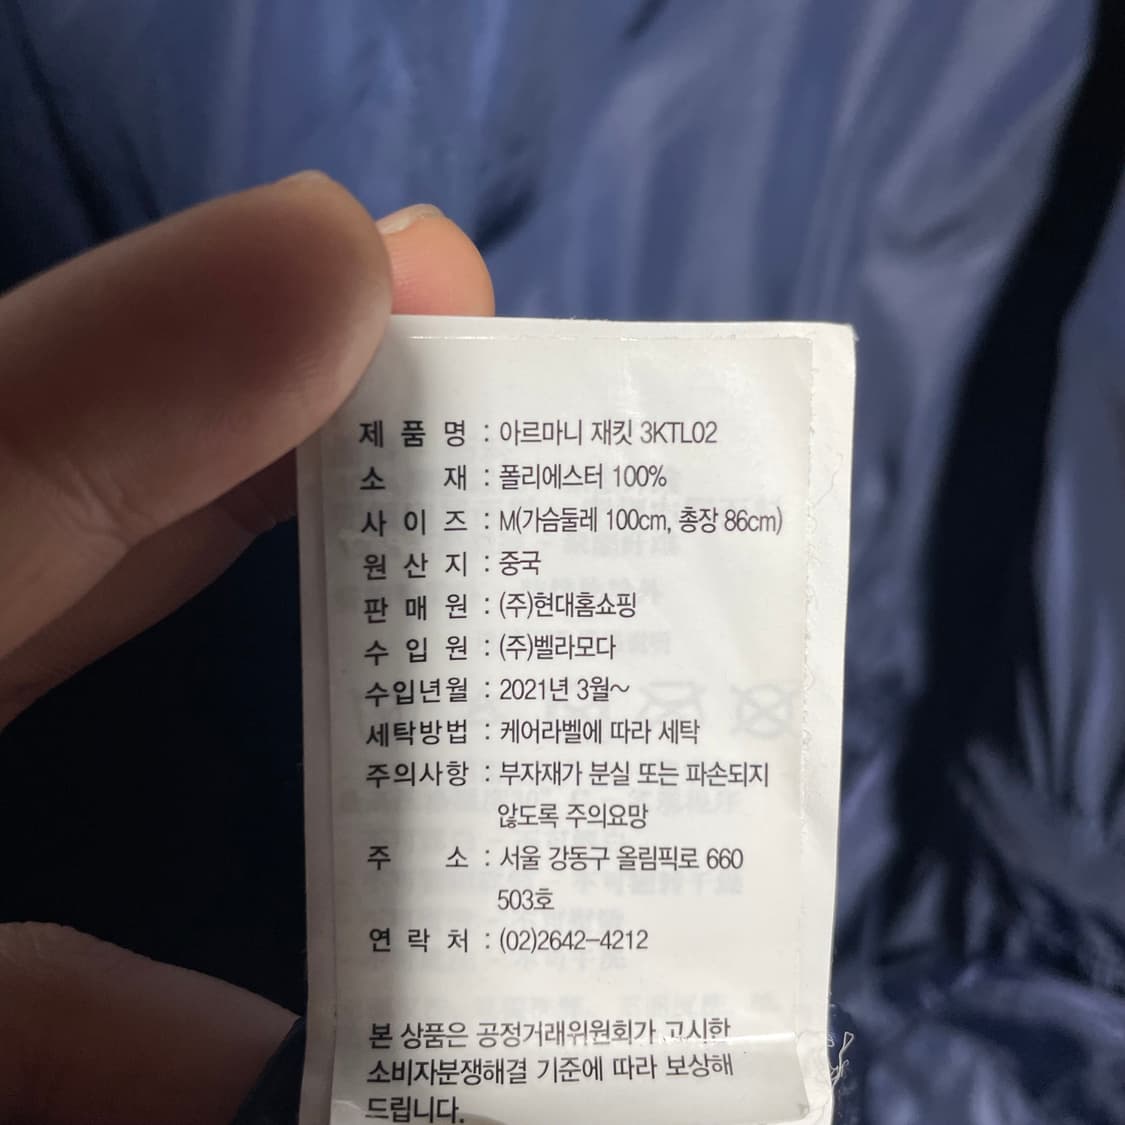 제품명 : 아르마니 재킷 3KTL02
소재 : 폴리에스터 100%
사이즈 : M(가슴둘레 100cm, 총장 86cm)
원산지 : 중국
판매원 : (주)현대홈쇼핑
수입원 : (주)벨라모다
수입년월 : 2021년 3월~
세탁방법 : 케어라벨에 따라 세탁
주의사항 : 부자재가 분실 또는 파손되지
않도록 주의요망
주소 : 서울 강동구 올림픽로 660
503호
연락처 : (02)2642-4212
본 상품은 공정거래위원회가 고시한
소비자분쟁해결 기준에 따라 보상해
드립니다.